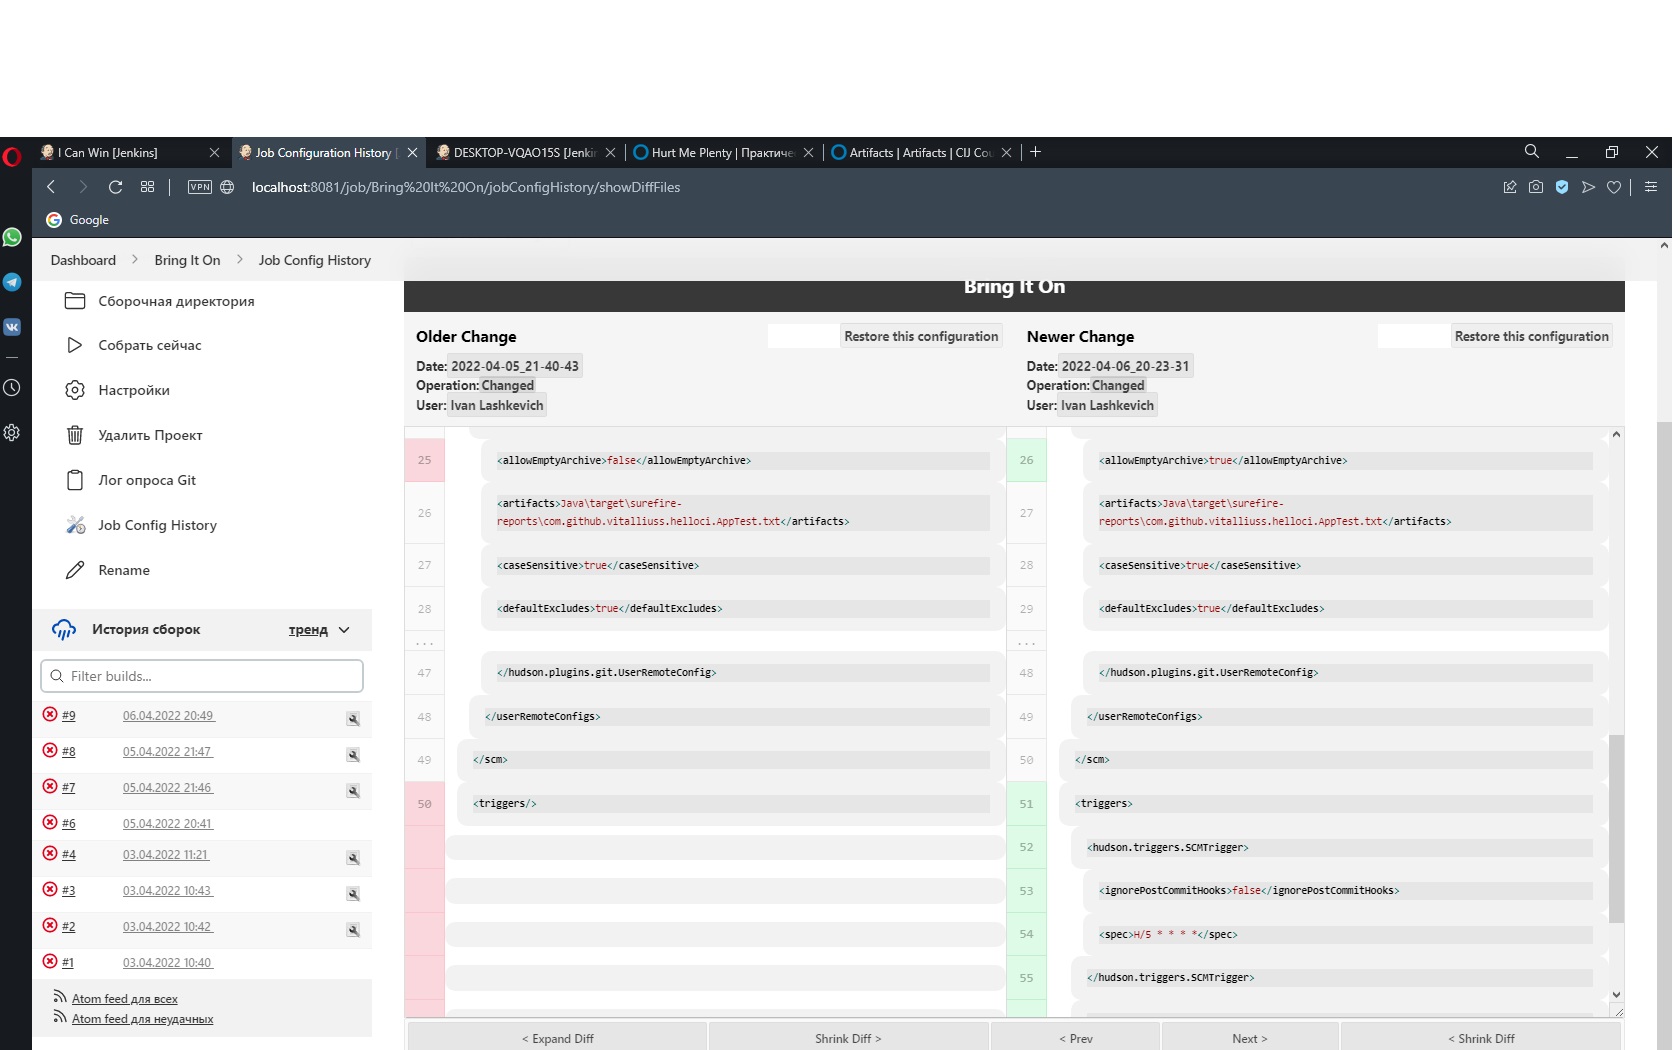 I Can Win [Jenkins]
Job Configuration History [
DESKTOP-VQAO15S [Jenkin
Hurt Me Plenty | Практичес
Artifacts | Artifacts | CIJ Cou
VPN
localhost:8081/job/Bring%20It%20On/jobConfigHistory/showDiffFiles
Google
Dashboard
Bring It On
Job Config History
Сборочная директория
Собрать сейчас
Настройки
Удалить Проект
Лог опроса Git
Job Config History
Rename
История сборок
тренд
Filter builds...
#9 06.04.2022 20:49
#8 05.04.2022 21:47
#7 05.04.2022 21:46
#6 05.04.2022 20:41
#4 03.04.2022 11:21
#3 03.04.2022 10:43
#2 03.04.2022 10:42
#1 03.04.2022 10:40
Atom feed для всех
Atom feed для неудачных
Bring It On
Older Change
Restore this configuration
Date: 2022-04-05_21-40-43
Operation: Changed
User: Ivan Lashkevich
Newer Change
Restore this configuration
Date: 2022-04-06_20-23-31
Operation: Changed
User: Ivan Lashkevich
25 <allowEmptyArchive>false</allowEmptyArchive>
26 <artifacts>Java\target\surefire-
reports\com.github.vitalliuss.helloci.AppTest.txt</artifacts>
27 <caseSensitive>true</caseSensitive>
28 <defaultExcludes>true</defaultExcludes>
...
47 </hudson.plugins.git.UserRemoteConfig>
48 </userRemoteConfigs>
49 </scm>
50 <triggers/>
26 <allowEmptyArchive>true</allowEmptyArchive>
27 <artifacts>Java\target\surefire-
reports\com.github.vitalliuss.helloci.AppTest.txt</artifacts>
28 <caseSensitive>true</caseSensitive>
29 <defaultExcludes>true</defaultExcludes>
...
48 </hudson.plugins.git.UserRemoteConfig>
49 </userRemoteConfigs>
50 </scm>
51 <triggers>
52 <hudson.triggers.SCMTrigger>
53 <ignorePostCommitHooks>false</ignorePostCommitHooks>
54 <spec>H/5 * * * *</spec>
55 </hudson.triggers.SCMTrigger>
< Expand Diff
Shrink Diff >
< Prev
Next >
< Shrink Diff